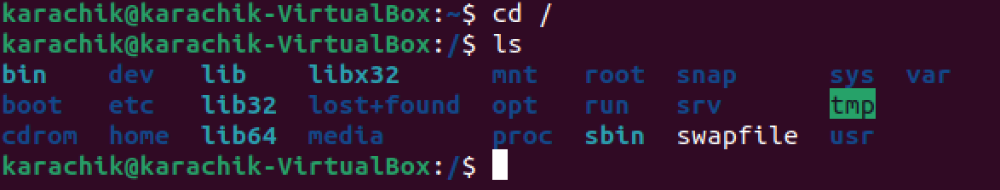 karachik@karachik-VirtualBox:~$ cd /
karachik@karachik-VirtualBox:/$ ls
bin dev lib libx32 mnt root snap sys var
boot etc lib32 lost+found opt run srv tmp
cdrom home lib64 media proc sbin swapfile usr
karachik@karachik-VirtualBox:/$